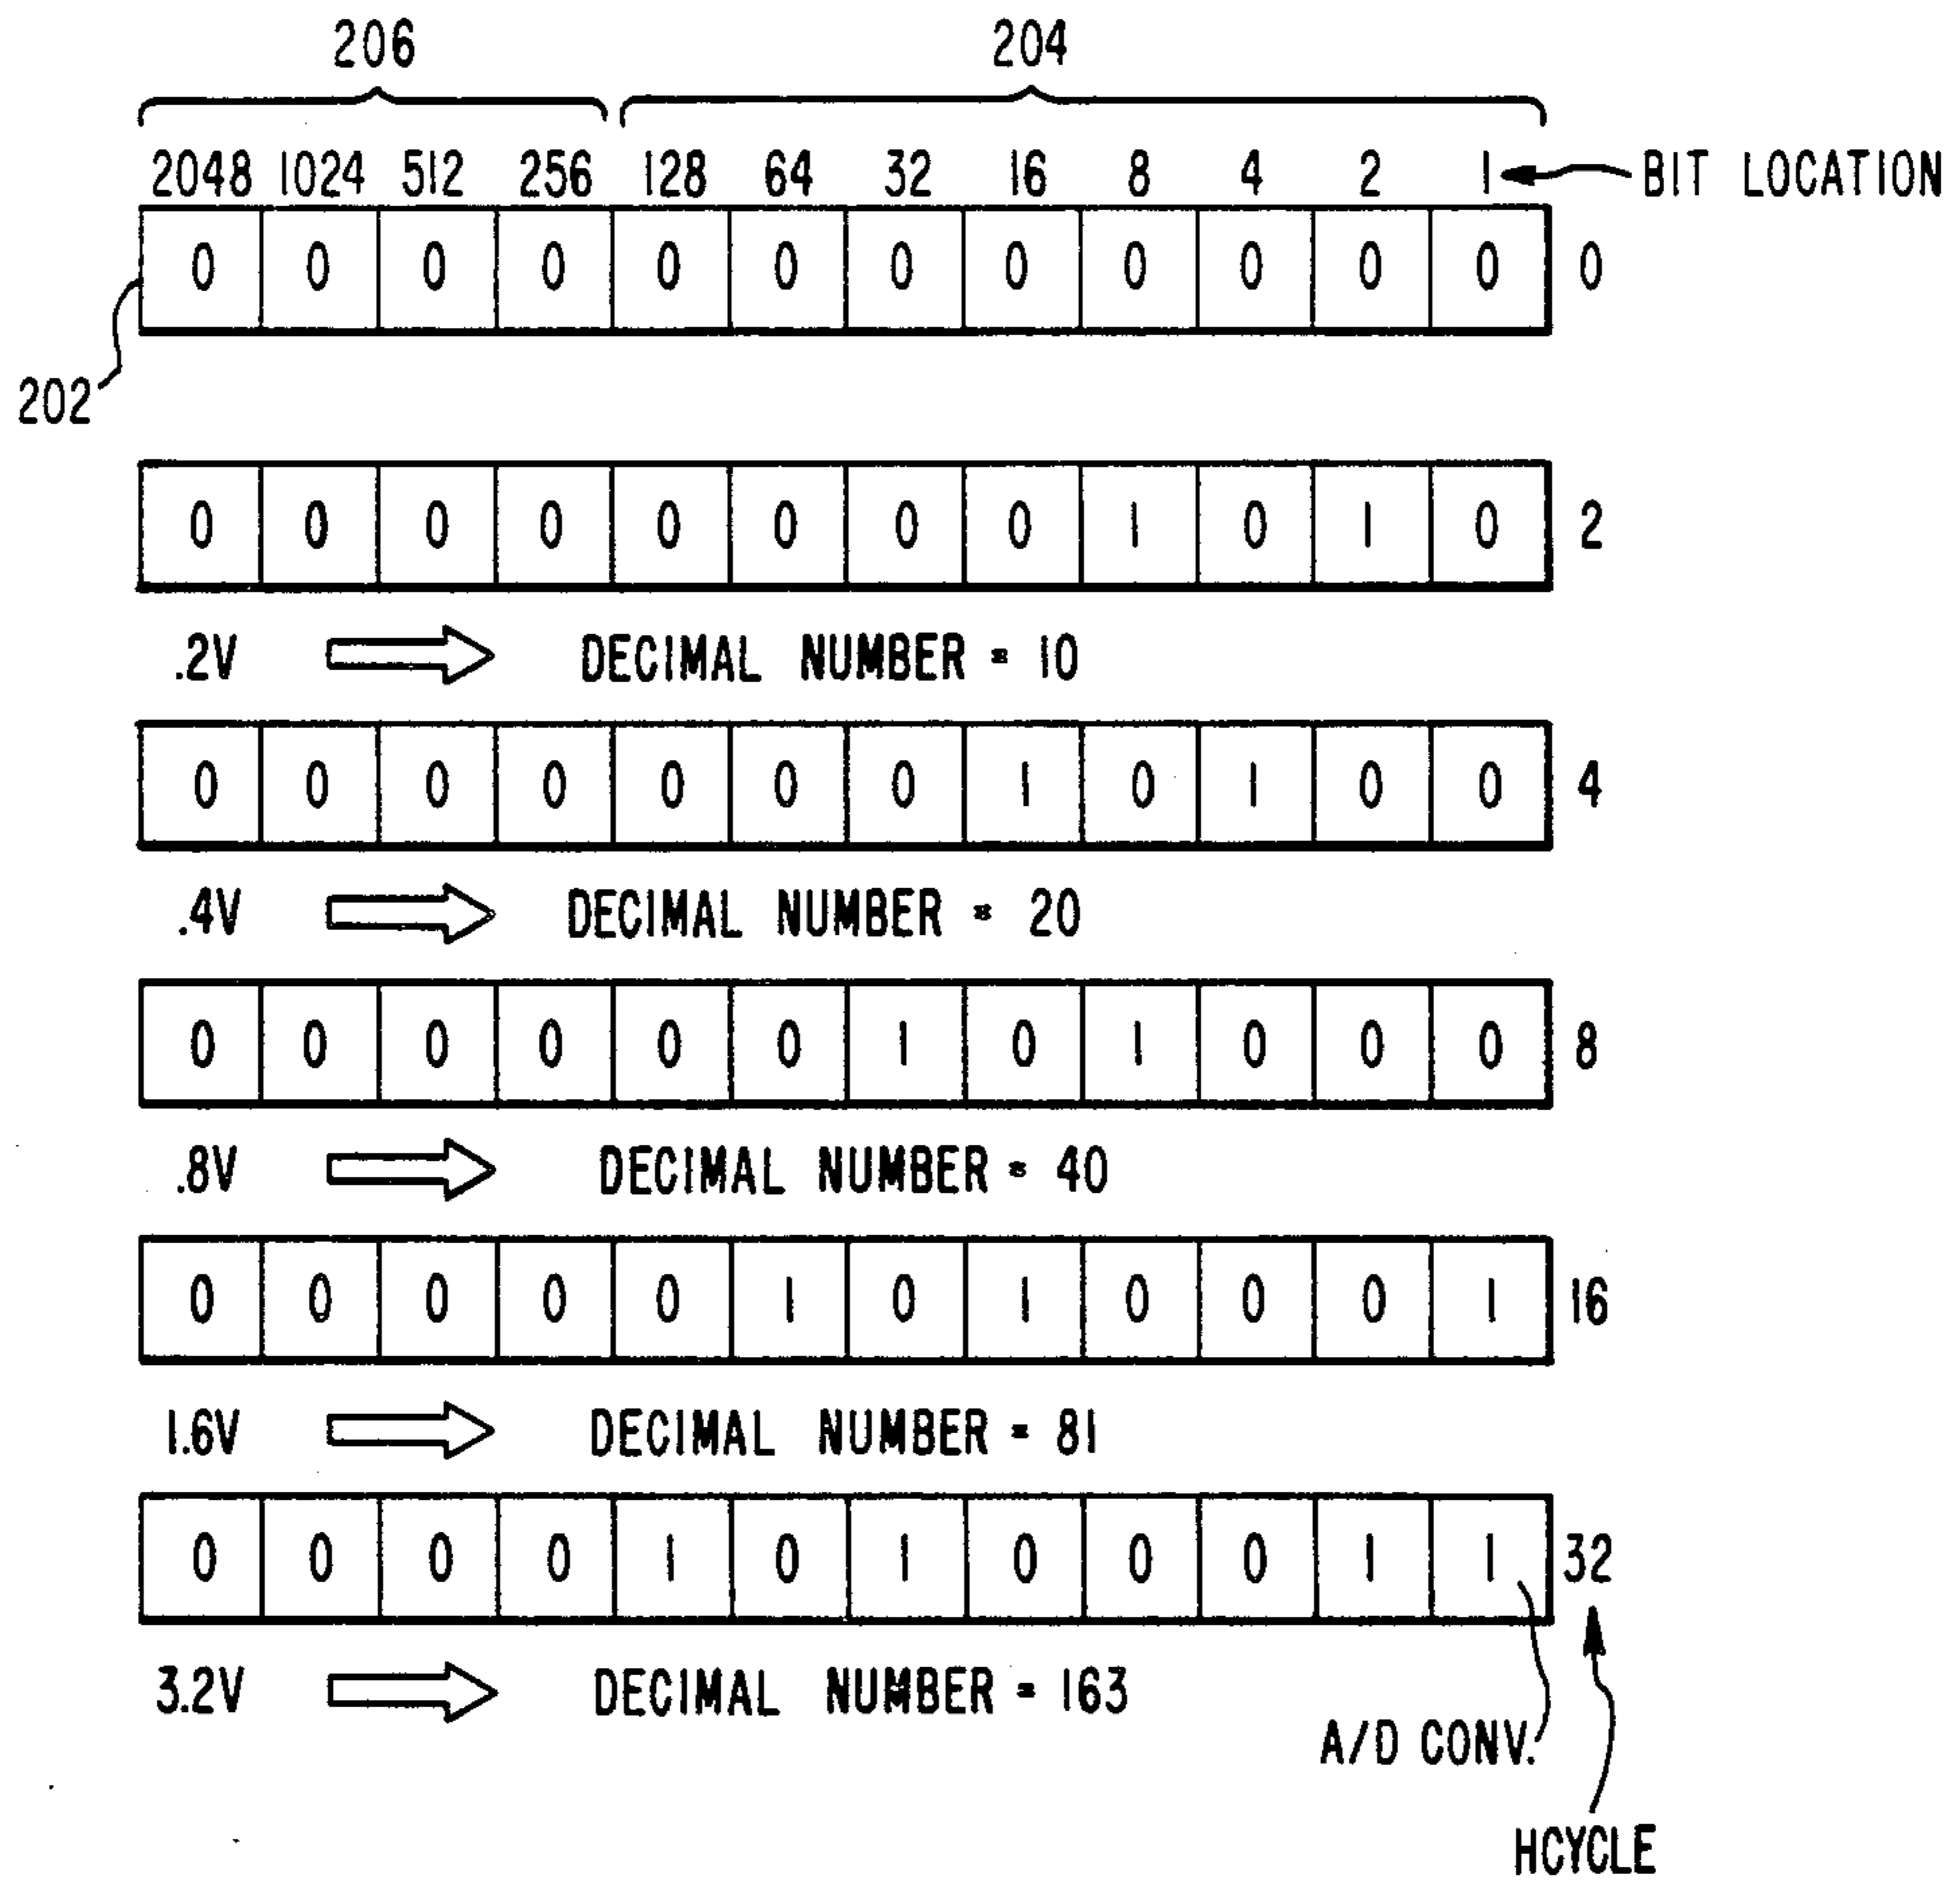 206 204
2048 1024 512 256 128 64 32 16 8 4 2 1 BIT LOCATION
0 0 0 0 0 0 0 0 0 0 0 0 0
202
0 0 0 0 0 0 0 0 1 0 1 0 2
.2V DECIMAL NUMBER = 10
0 0 0 0 0 0 0 1 0 1 0 0 4
.4V DECIMAL NUMBER = 20
0 0 0 0 0 0 1 0 1 0 0 0 8
.8V DECIMAL NUMBER = 40
0 0 0 0 0 1 0 1 0 0 0 1 16
1.6V DECIMAL NUMBER = 81
0 0 0 0 1 0 1 0 0 0 1 1 32
3.2V DECIMAL NUMBER = 163
A/D CONV.
HCYCLE